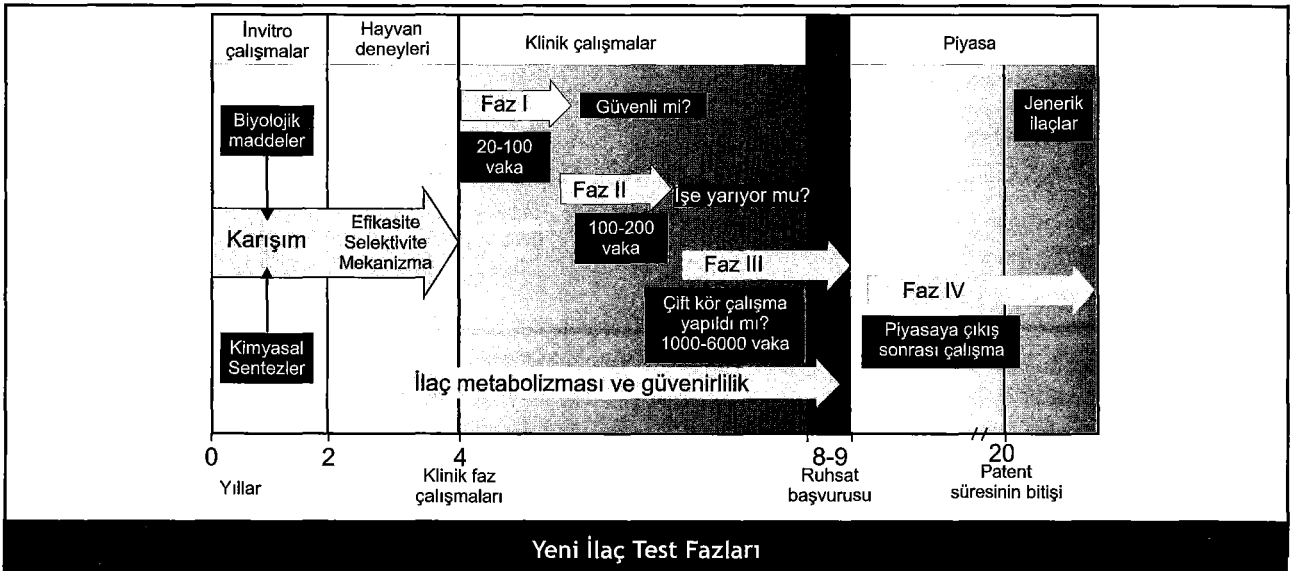 İnvitro
çalışmalar
Hayvan
deneyleri
Klinik çalışmalar
Piyasa
Biyolojik
maddeler
Karışım
Kimyasal
Sentezler
Efikasite
Selektivite
Mekanizma
Faz I
Güvenli mi?
20-100
vaka
Faz II
İşe yarıyor mu?
100-200
vaka
Faz III
Çift kör çalışma
yapıldı mı?
1000-6000 vaka
İlaç metabolizması ve güvenirlilik
Faz IV
Piyasaya çıkış
sonrası çalışma
Jenerik
ilaçlar
0
2
4
8-9
20
Yıllar
Klinik faz
çalışmaları
Ruhsat
başvurusu
Patent
süresinin bitişi
Yeni İlaç Test Fazları